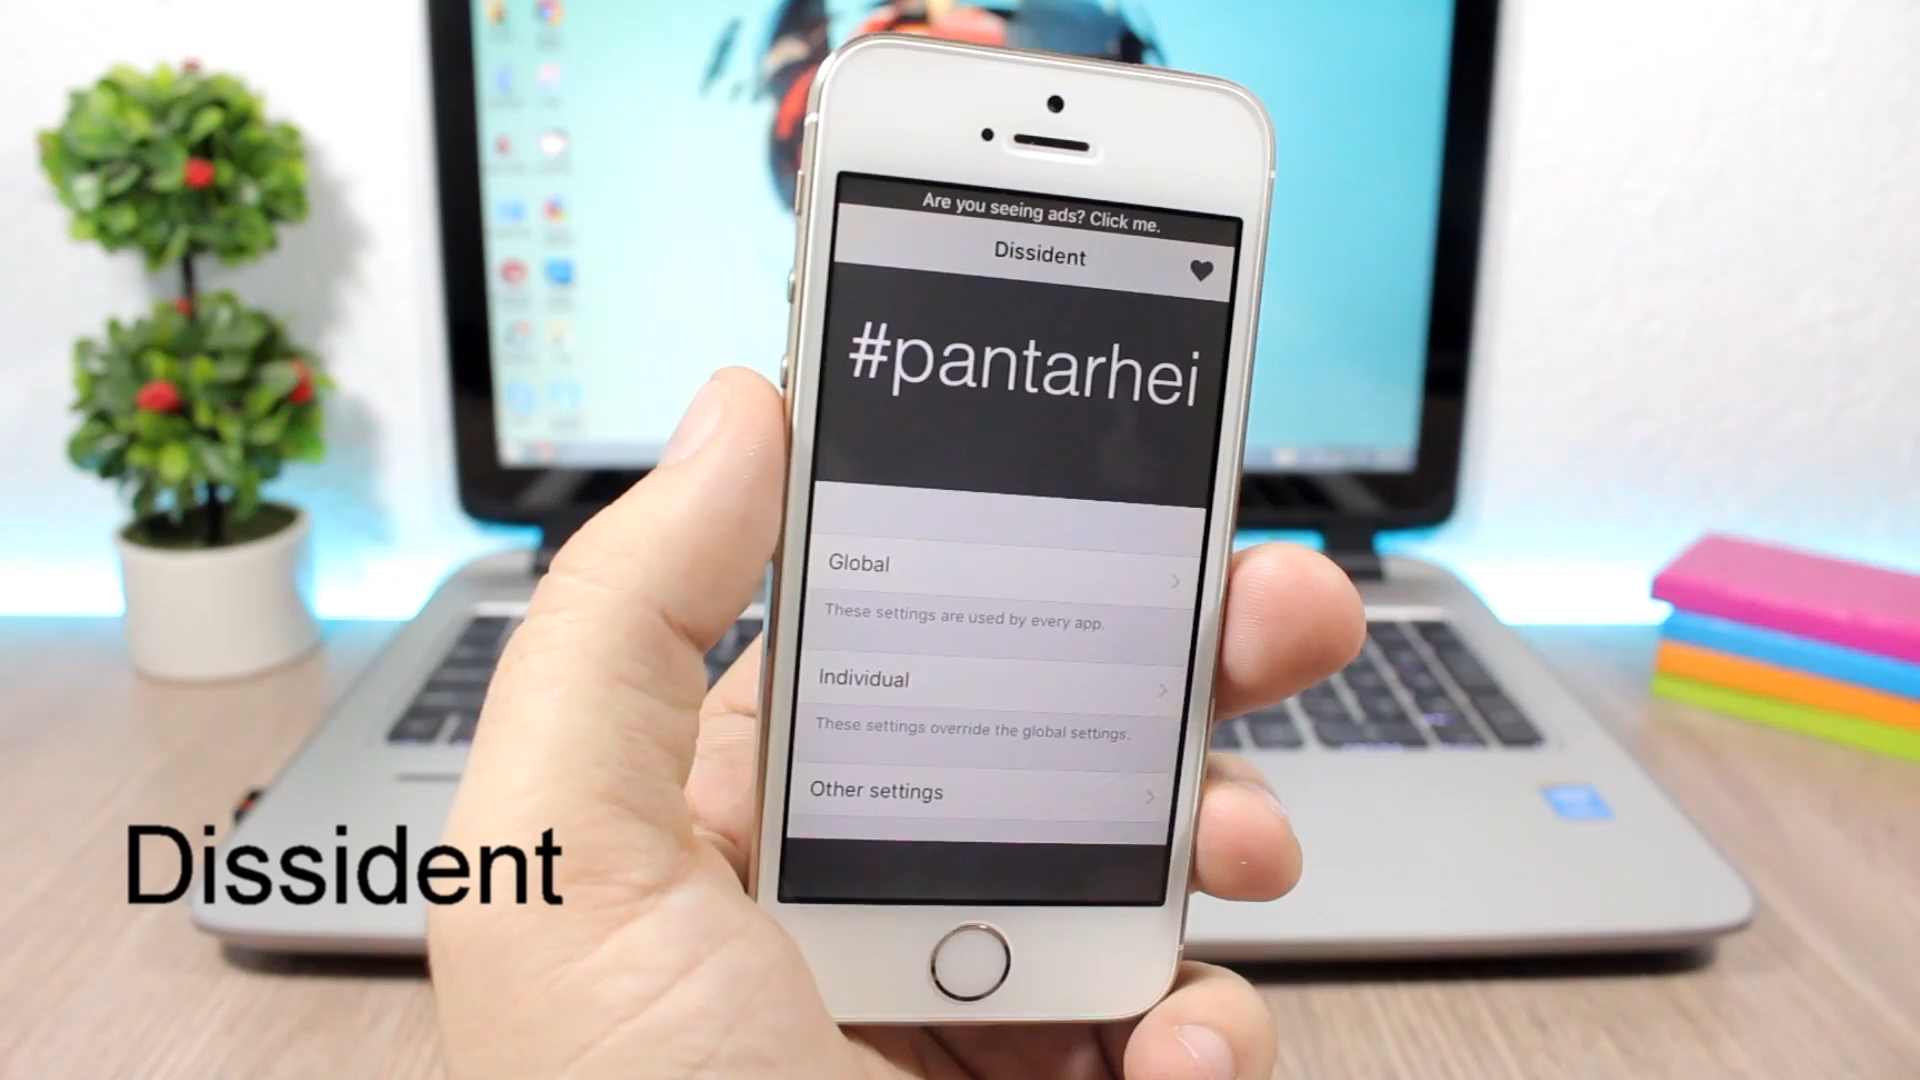 Are you seeing ads? Click me.
Dissident
#pantarhei
Global
These settings are used by every app.
Individual
These settings override the global settings.
Other settings
Dissident